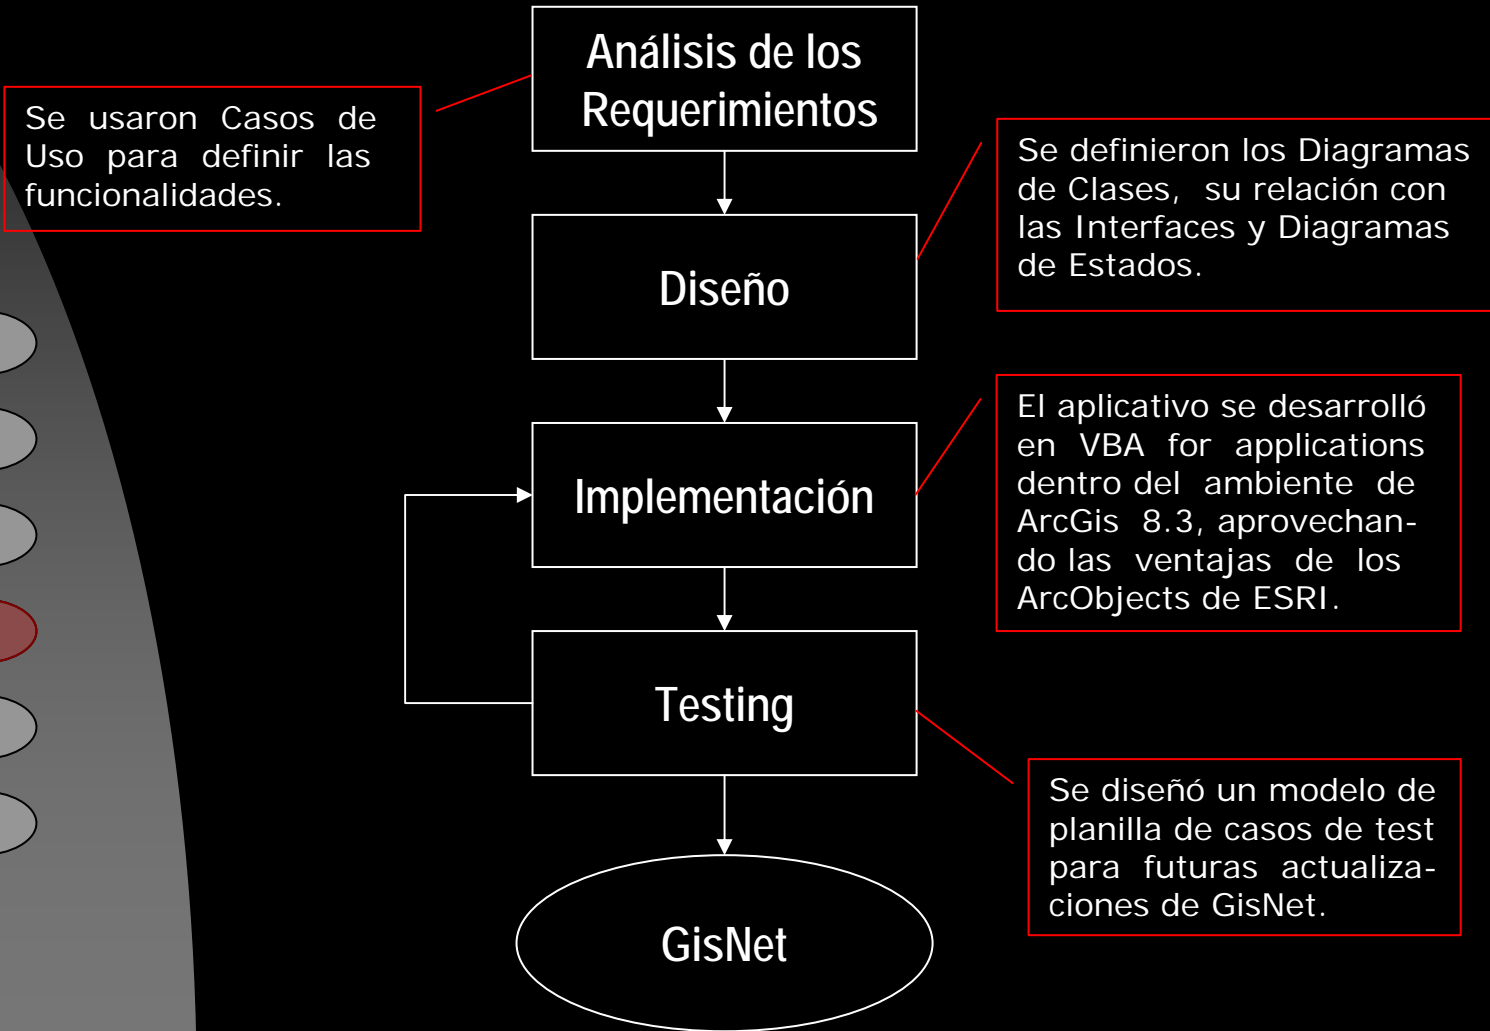 Análisis de los
Requerimientos
Se usaron Casos de
Uso para definir las
funcionalidades.
Se definieron los Diagramas
de Clases, su relación con
las Interfaces y Diagramas
de Estados.
Diseño
El aplicativo se desarrolló
en VBA for applications
dentro del ambiente de
ArcGis 8.3, aprovechan-
do las ventajas de los
ArcObjects de ESRI.
Implementación
Testing
Se diseñó un modelo de
planilla de casos de test
para futuras actualiza-
ciones de GisNet.
GisNet